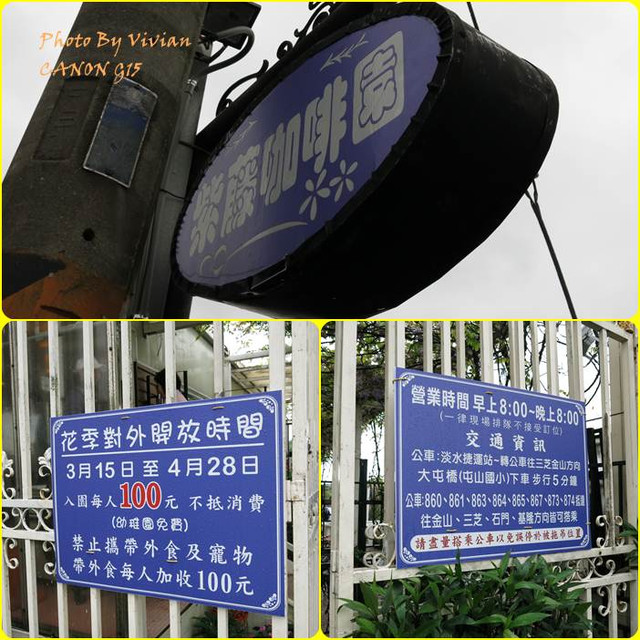 Photo By Vivian
CANON G15
紫藤咖啡園
花季對外開放時間
3月15日 至 4月28日
入園每人100元 不抵消費
(幼稚園免費)
禁止攜帶外食及寵物
帶外食每人加收100元
營業時間早上8:00~晚上8:00
(一律現場排隊不接受訂位)
交通資訊
公車:淡水捷運站~轉公車往三芝金山方向
大屯橋(屯山國小)下車 步行5分鐘
公車:860、861、863、864、865、867、873、874
往金山、三芝、石門、基隆方向皆可搭乘
請盡量搭乘公車以免誤停於被拖吊位置